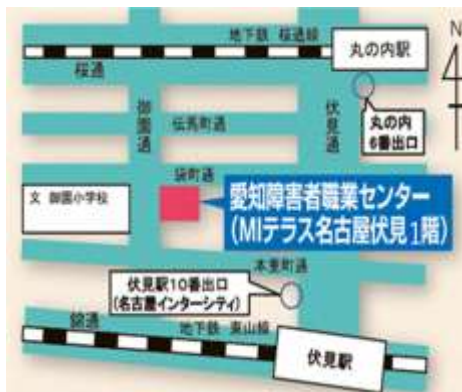 地下鉄 桜通線
N
丸の内駅
桜通
御園通
伏見通
伝馬町通
丸の内
6番出口
袋町通
文 御園小学校
愛知障害者職業センター
(MIテラス名古屋伏見1階)
本重町通
伏見駅10番出口
(名古屋インターシティ)
錦通
地下鉄 東山線
伏見駅